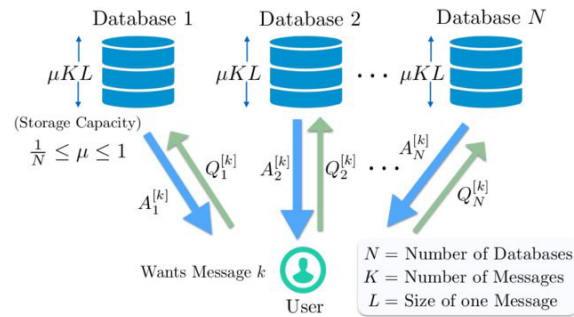 Database 1
Database 2
Database N
μKL
μKL
··· μKL
(Storage Capacity)
1/N ≤ μ ≤ 1
A_1^{[k]}
Q_1^{[k]}
A_2^{[k]}
Q_2^{[k]}
···
A_N^{[k]}
Q_N^{[k]}
Wants Message k
User
N = Number of Databases
K = Number of Messages
L = Size of one Message